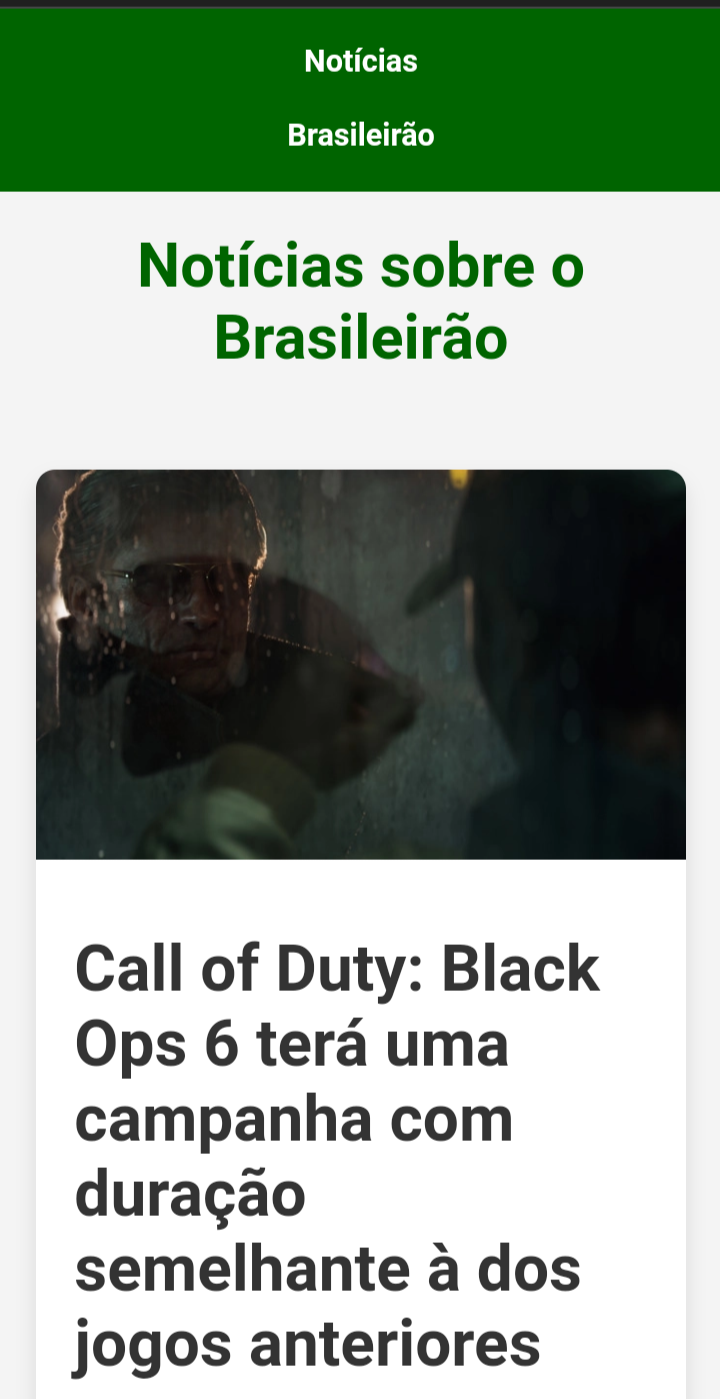 Notícias
Brasileirão
Notícias sobre o
Brasileirão
Call of Duty: Black
Ops 6 terá uma
campanha com
duração
semelhante à dos
jogos anteriores